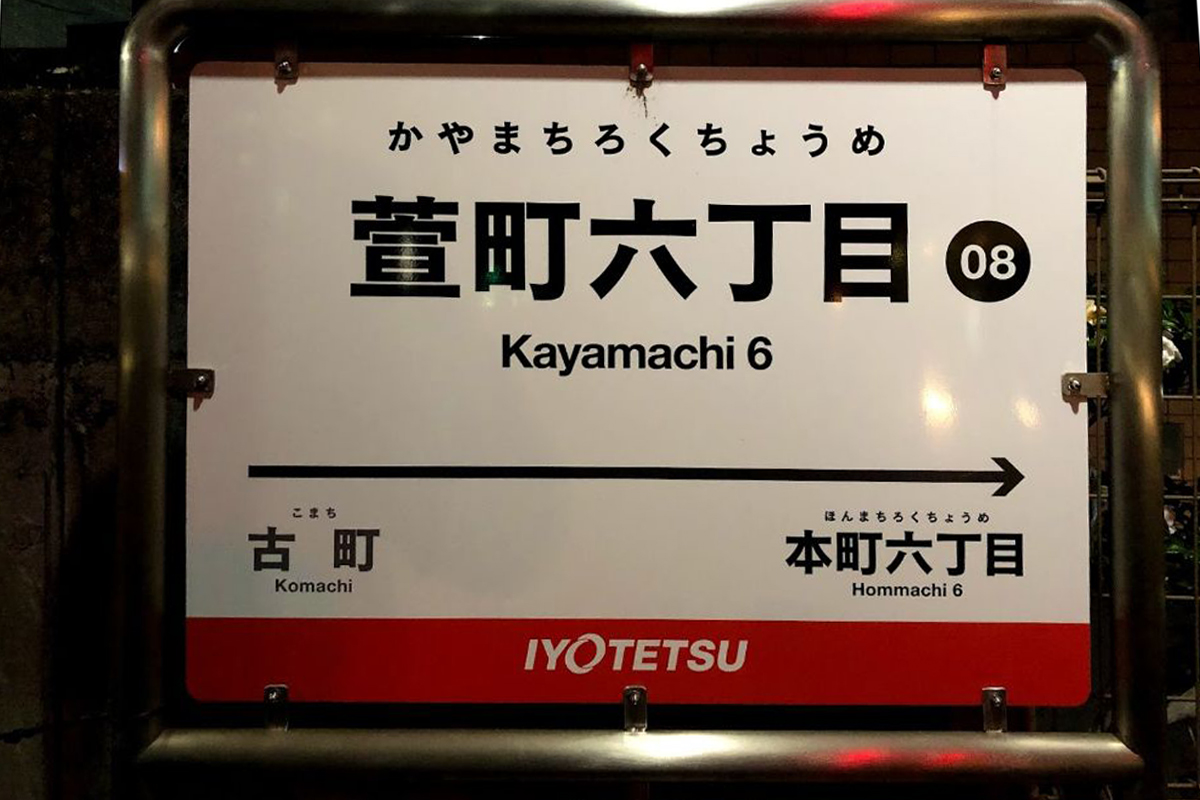 かやまちろくちょうめ
萱町六丁目 08
Kayamachi 6
こまち
古町
Komachi
ほんまちろくちょうめ
本町六丁目
Hommachi 6
IYOTETSU